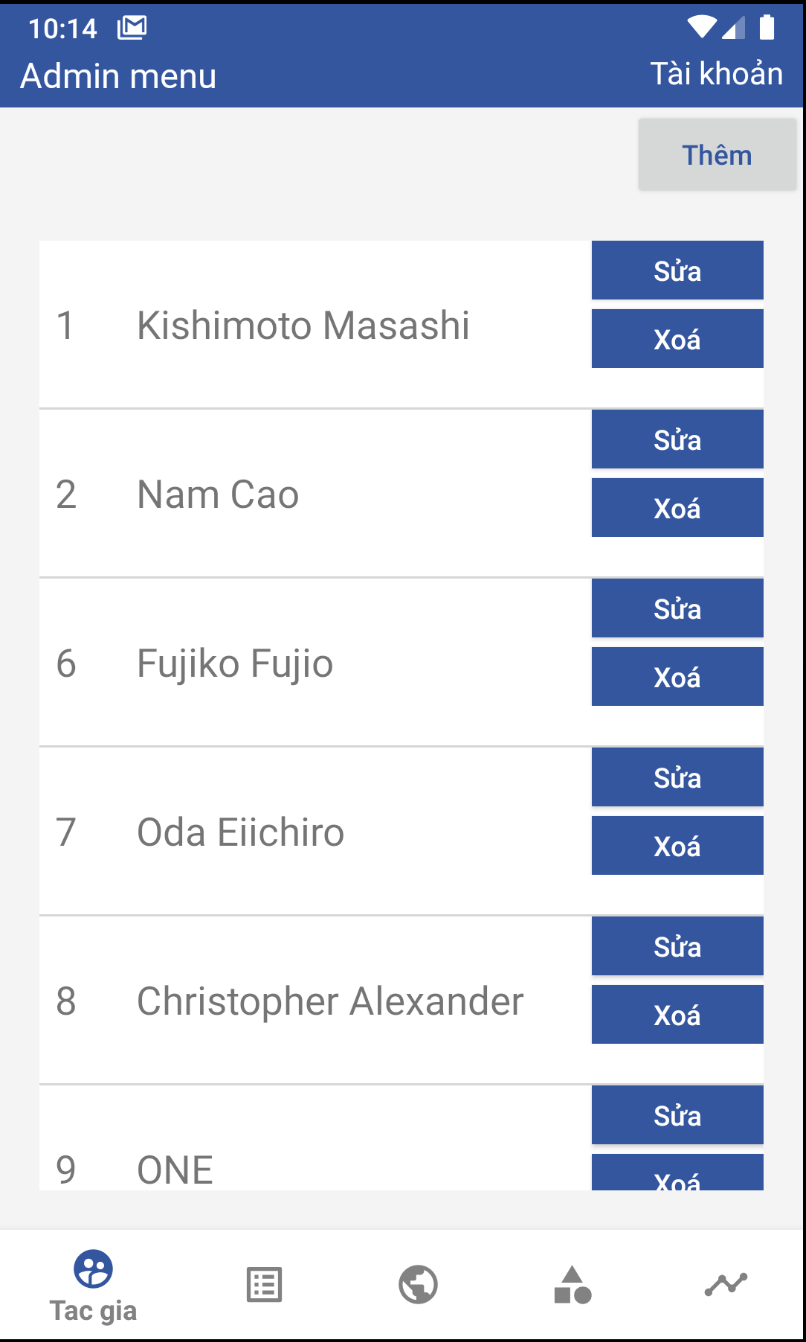 10:14
Admin menu Tài khoản
Thêm
1 Kishimoto Masashi Sửa
Xoá
2 Nam Cao Sửa
Xoá
6 Fujiko Fujio Sửa
Xoá
7 Oda Eiichiro Sửa
Xoá
8 Christopher Alexander Sửa
Xoá
9 ONE Sửa
Xoá
Tac gia